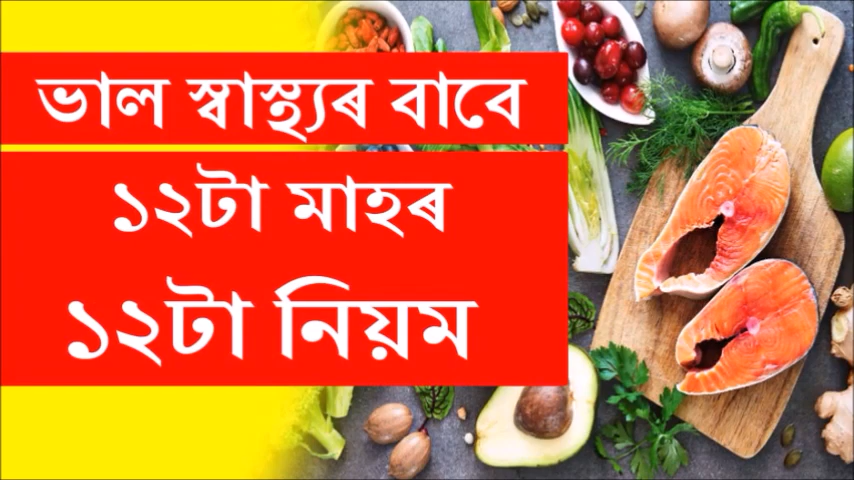 ভাল স্বাস্থ্যৰ বাবে
১২টা মাহৰ
১২টা নিয়ম